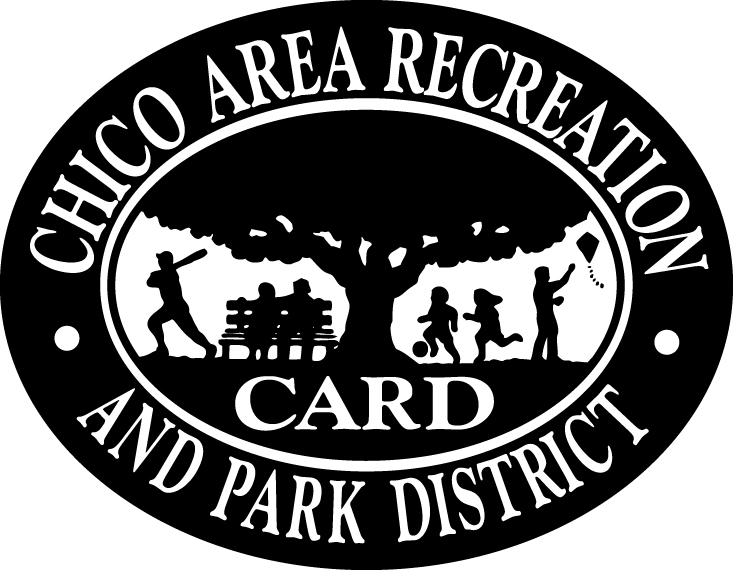 CHICO AREA RECREATION
CARD
AND PARK DISTRICT